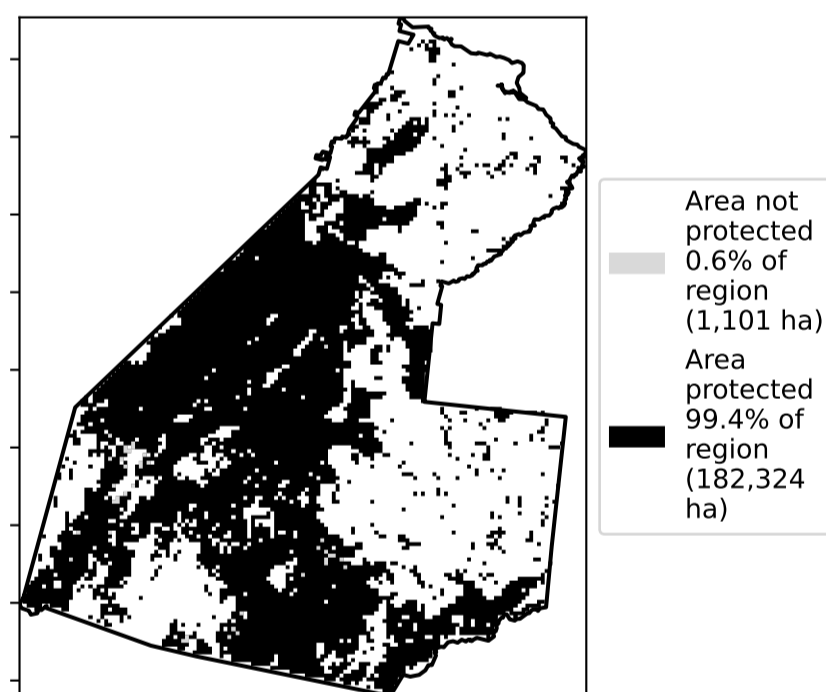 Area not
protected
0.6% of
region
(1,101 ha)
Area
protected
99.4% of
region
(182,324
ha)